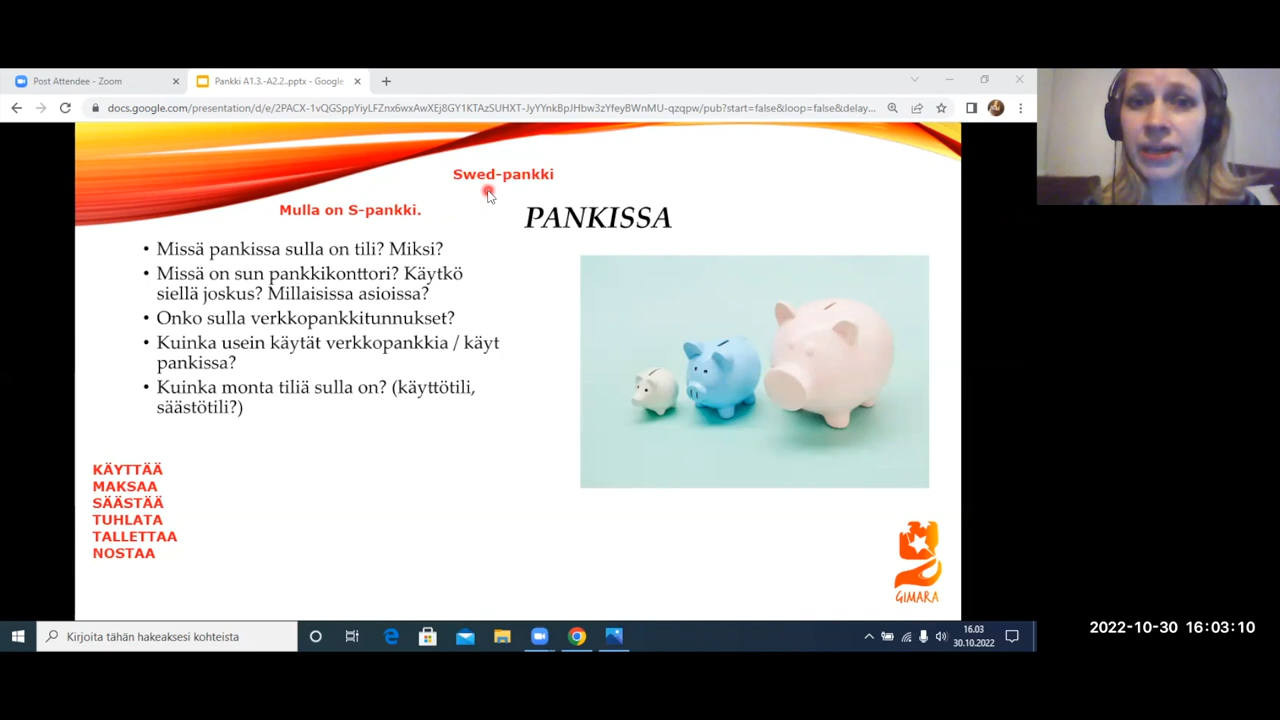 Post Attendee - Zoom
Pankki A1.3.-A2.2..pptx - Google
Swed-pankki
Mulla on S-pankki.
PANKISSA
• Missä pankissa sulla on tili? Miksi?
• Missä on sun pankkikonttori? Käytkö
siellä joskus? Millaisissa asioissa?
• Onko sulla verkkopankkitunnukset?
• Kuinka usein käytät verkkopankkia / käyt
pankissa?
• Kuinka monta tiliä sulla on? (käyttötili,
säästötili?)
KÄYTTÄÄ
MAKSAA
SÄÄSTÄÄ
TUHLATA
TALLETTAA
NOSTAA
GIMARA
Kirjoita tähän hakeaksesi kohteista
16.03
30.10.2022
2022-10-30 16:03:10